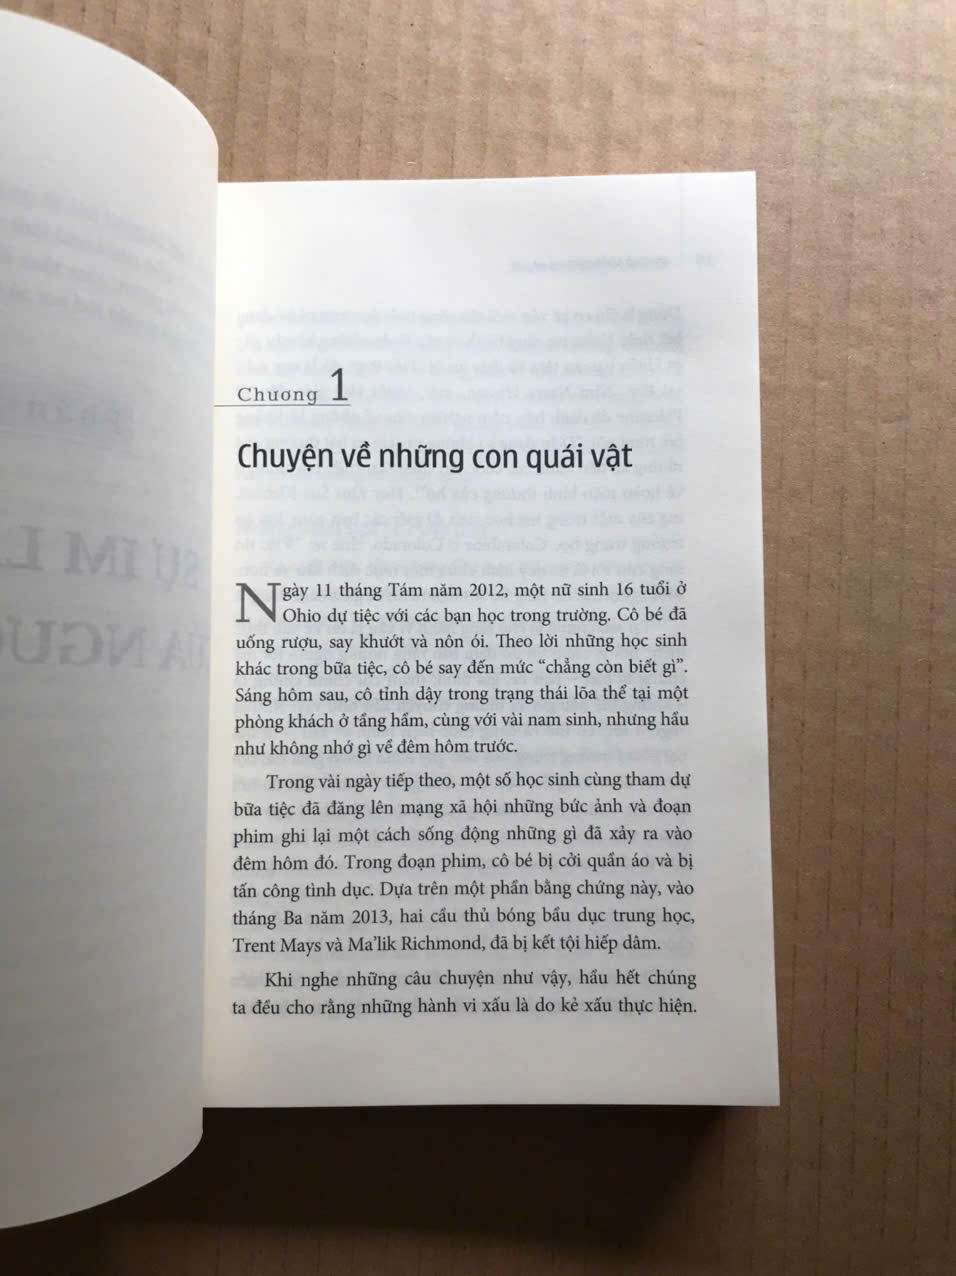 Chương 1
Chuyện về những con quái vật
Ngày 11 tháng Tám năm 2012, một nữ sinh 16 tuổi ở
Ohio dự tiệc với các bạn học trong trường. Cô bé đã
uống rượu, say khướt và nôn ói. Theo lời những học sinh
khác trong bữa tiệc, cô bé say đến mức “chẳng còn biết gì”.
Sáng hôm sau, cô tỉnh dậy trong trạng thái lõa thể tại một
phòng khách ở tầng hầm, cùng với vài nam sinh, nhưng hầu
như không nhớ gì về đêm hôm trước.
Trong vài ngày tiếp theo, một số học sinh cùng tham dự
bữa tiệc đã đăng lên mạng xã hội những bức ảnh và đoạn
phim ghi lại một cách sống động những gì đã xảy ra vào
đêm hôm đó. Trong đoạn phim, cô bé bị cởi quần áo và bị
tấn công tình dục. Dựa trên một phần bằng chứng này, vào
tháng Ba năm 2013, hai cầu thủ bóng bầu dục trung học,
Trent Mays và Ma’lik Richmond, đã bị kết tội hiếp dâm.
Khi nghe những câu chuyện như vậy, hầu hết chúng
ta đều cho rằng những hành vi xấu là do kẻ xấu thực hiện.